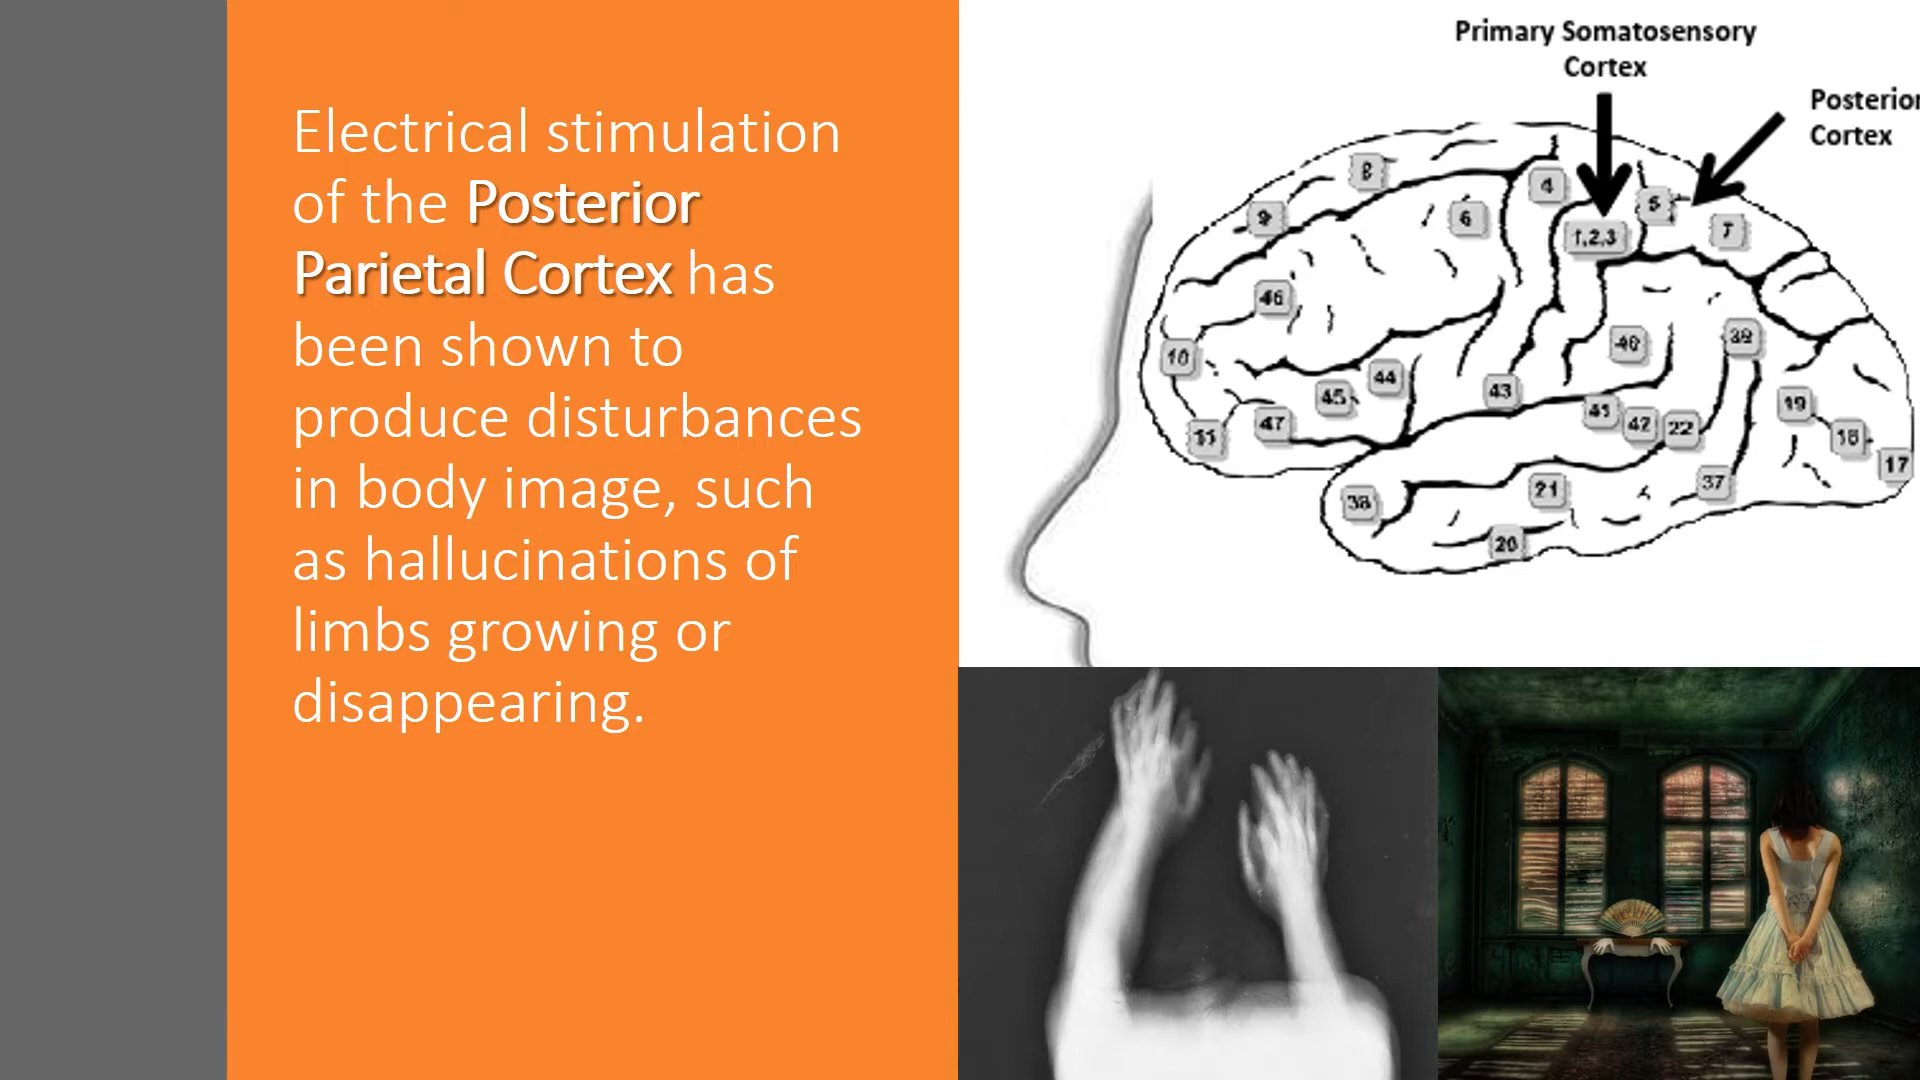 Electrical stimulation
of the Posterior
Parietal Cortex has
been shown to
produce disturbances
in body image, such
as hallucinations of
limbs growing or
disappearing.
Primary Somatosensory
Cortex
Posterior
Cortex
8
4
5
9
6
1,2,3
7
46
40
39
10
44
43
45
41
19
47
42
22
11
18
17
38
21
37
20